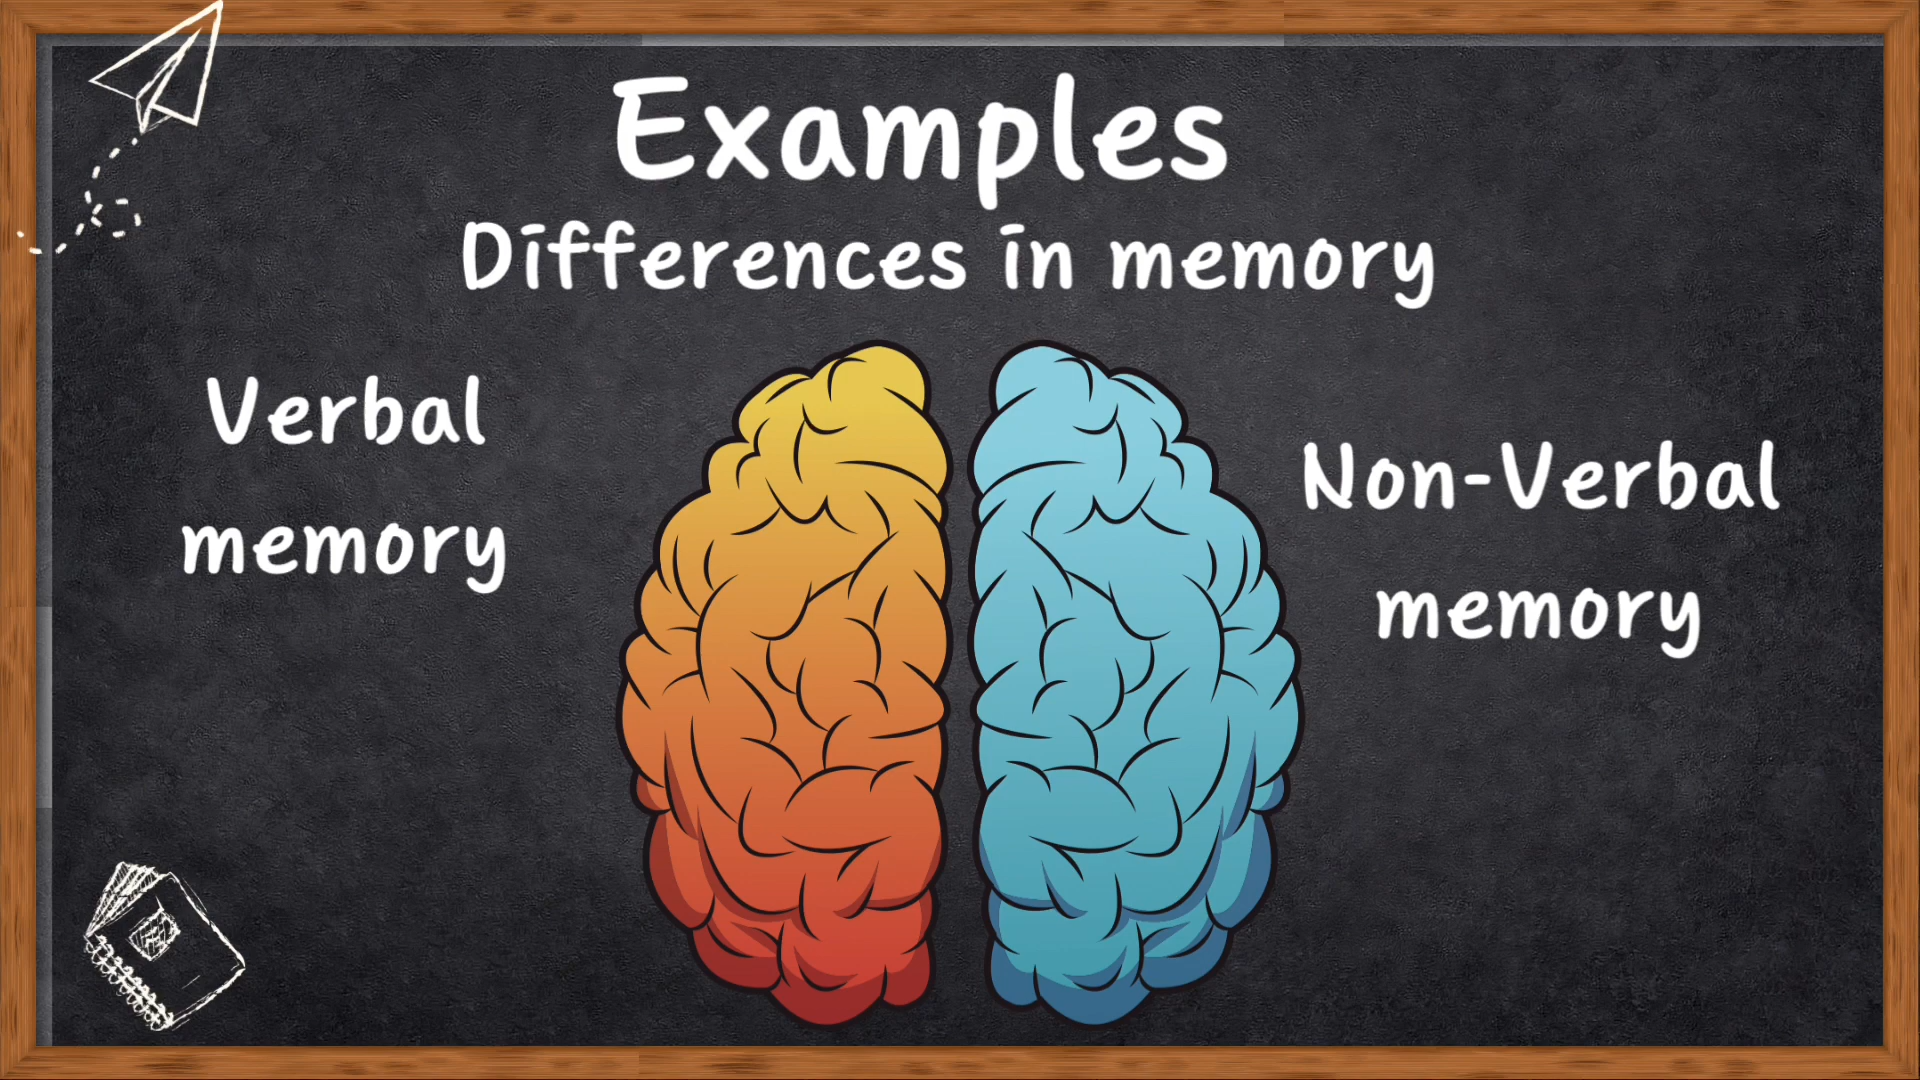 Examples
Differences in memory
Verbal
memory
Non-Verbal
memory